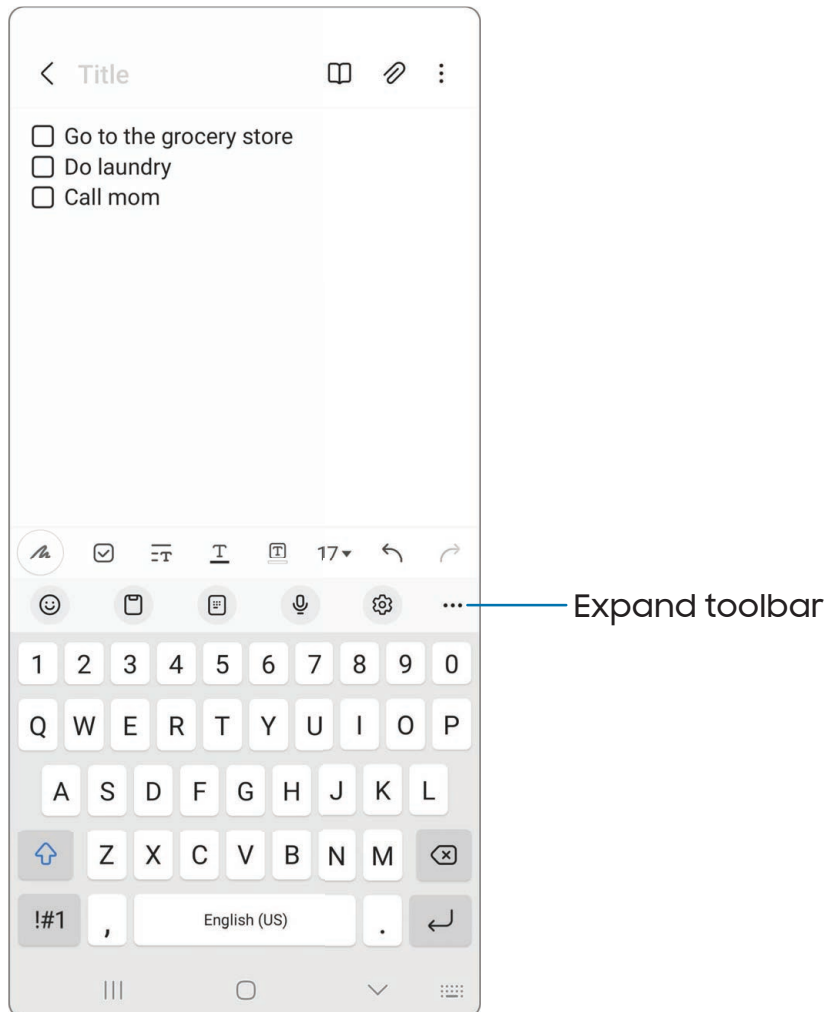 Title
Go to the grocery store
Do laundry
Call mom
17
Expand toolbar
1 2 3 4 5 6 7 8 9 0
Q W E R T Y U I O P
A S D F G H J K L
Z X C V B N M
!#1 , English (US) .